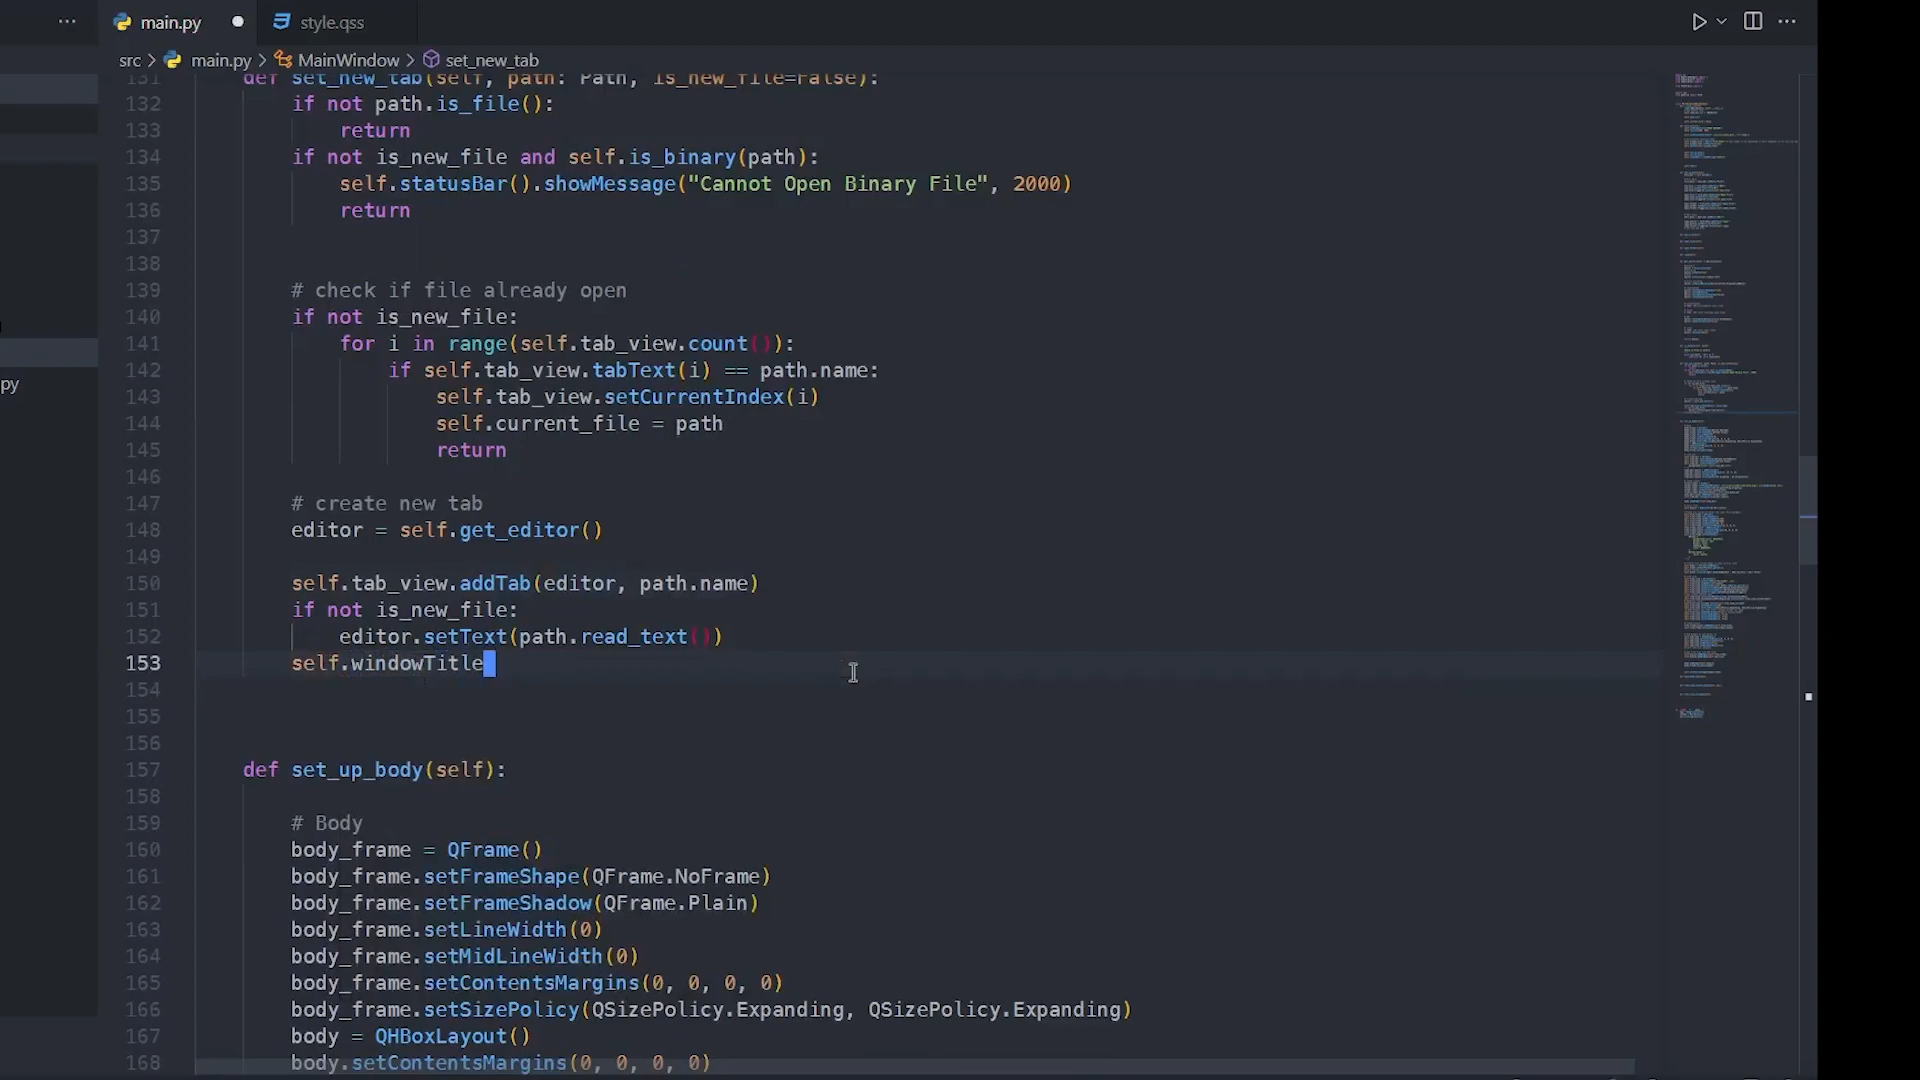 main.py
style.qss
src > main.py > MainWindow > set_new_tab
131 def set_new_tab(self, path: Path, is_new_file=False):
132 if not path.is_file():
133 return
134 if not is_new_file and self.is_binary(path):
135 self.statusBar().showMessage("Cannot Open Binary File", 2000)
136 return
137
138
139 # check if file already open
140 if not is_new_file:
141 for i in range(self.tab_view.count()):
142 if self.tab_view.tabText(i) == path.name:
143 self.tab_view.setCurrentIndex(i)
144 self.current_file = path
145 return
146
147 # create new tab
148 editor = self.get_editor()
149
150 self.tab_view.addTab(editor, path.name)
151 if not is_new_file:
152 editor.setText(path.read_text())
153 self.windowTitle
154
155
156
157 def set_up_body(self):
158
159 # Body
160 body_frame = QFrame()
161 body_frame.setFrameShape(QFrame.NoFrame)
162 body_frame.setFrameShadow(QFrame.Plain)
163 body_frame.setLineWidth(0)
164 body_frame.setMidLineWidth(0)
165 body_frame.setContentsMargins(0, 0, 0, 0)
166 body_frame.setSizePolicy(QSizePolicy.Expanding, QSizePolicy.Expanding)
167 body = QHBoxLayout()
168 body.setContentsMargins(0, 0, 0, 0)
py